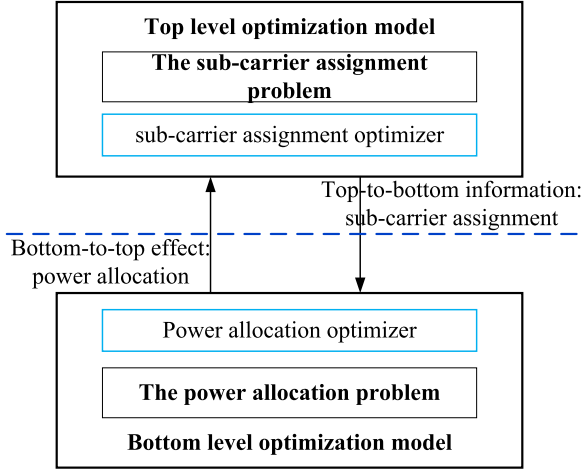 Top level optimization model
The sub-carrier assignment
problem
sub-carrier assignment optimizer
Top-to-bottom information:
sub-carrier assignment
Bottom-to-top effect:
power allocation
Power allocation optimizer
The power allocation problem
Bottom level optimization model